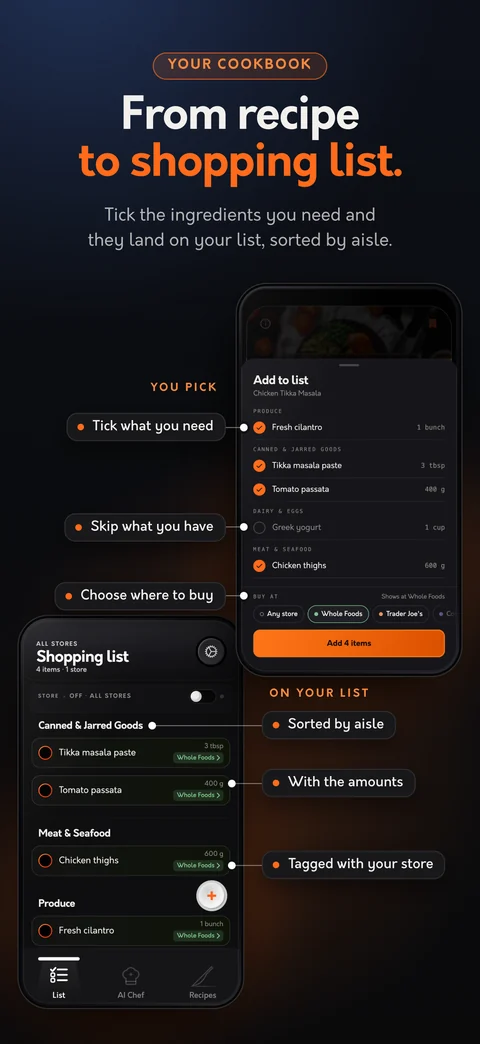 YOUR COOKBOOK
From recipe
to shopping list.
Tick the ingredients you need and
they land on your list, sorted by aisle.
YOU PICK
Tick what you need
Skip what you have
Choose where to buy
Add to list
Chicken Tikka Masala
PRODUCE
Fresh cilantro 1 bunch
CANNED & JARRED GOODS
Tikka masala paste 3 tbsp
Tomato passata 400 g
DAIRY & EGGS
Greek yogurt 1 cup
MEAT & SEAFOOD
Chicken thighs 600 g
BUY AT Shows at Whole Foods
Any store Whole Foods Trader Joe's
Add 4 items
ALL STORES
Shopping list
4 items · 1 store
STORE · OFF · ALL STORES
Canned & Jarred Goods
Tikka masala paste 3 tbsp
Whole Foods
Tomato passata 400 g
Whole Foods
Meat & Seafood
Chicken thighs 600 g
Whole Foods
Produce
Fresh cilantro 1 bunch
Whole Foods
List AI Chef Recipes
ON YOUR LIST
Sorted by aisle
With the amounts
Tagged with your store